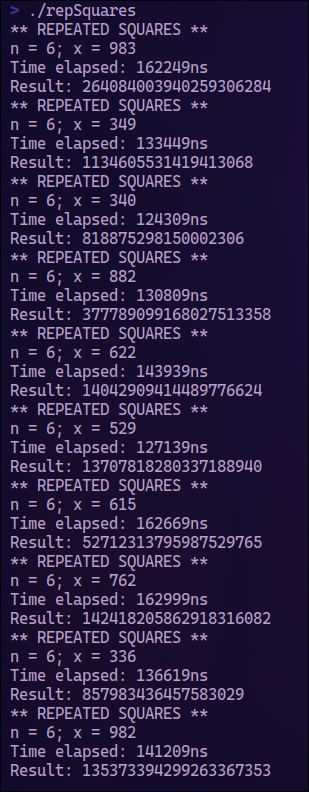 > ./repSquares
** REPEATED SQUARES **
n = 6; x = 983
Time elapsed: 162249ns
Result: 264084003940259306284
** REPEATED SQUARES **
n = 6; x = 349
Time elapsed: 133449ns
Result: 1134605531419413068
** REPEATED SQUARES **
n = 6; x = 340
Time elapsed: 124309ns
Result: 818875298150002306
** REPEATED SQUARES **
n = 6; x = 882
Time elapsed: 130809ns
Result: 377789099168027513358
** REPEATED SQUARES **
n = 6; x = 622
Time elapsed: 143939ns
Result: 14042909414489776624
** REPEATED SQUARES **
n = 6; x = 529
Time elapsed: 127139ns
Result: 13707818280337188940
** REPEATED SQUARES **
n = 6; x = 615
Time elapsed: 162669ns
Result: 52712313795987529765
** REPEATED SQUARES **
n = 6; x = 762
Time elapsed: 162999ns
Result: 142418205862918316082
** REPEATED SQUARES **
n = 6; x = 336
Time elapsed: 136619ns
Result: 857983436457583029
** REPEATED SQUARES **
n = 6; x = 982
Time elapsed: 141209ns
Result: 135373394299263367353